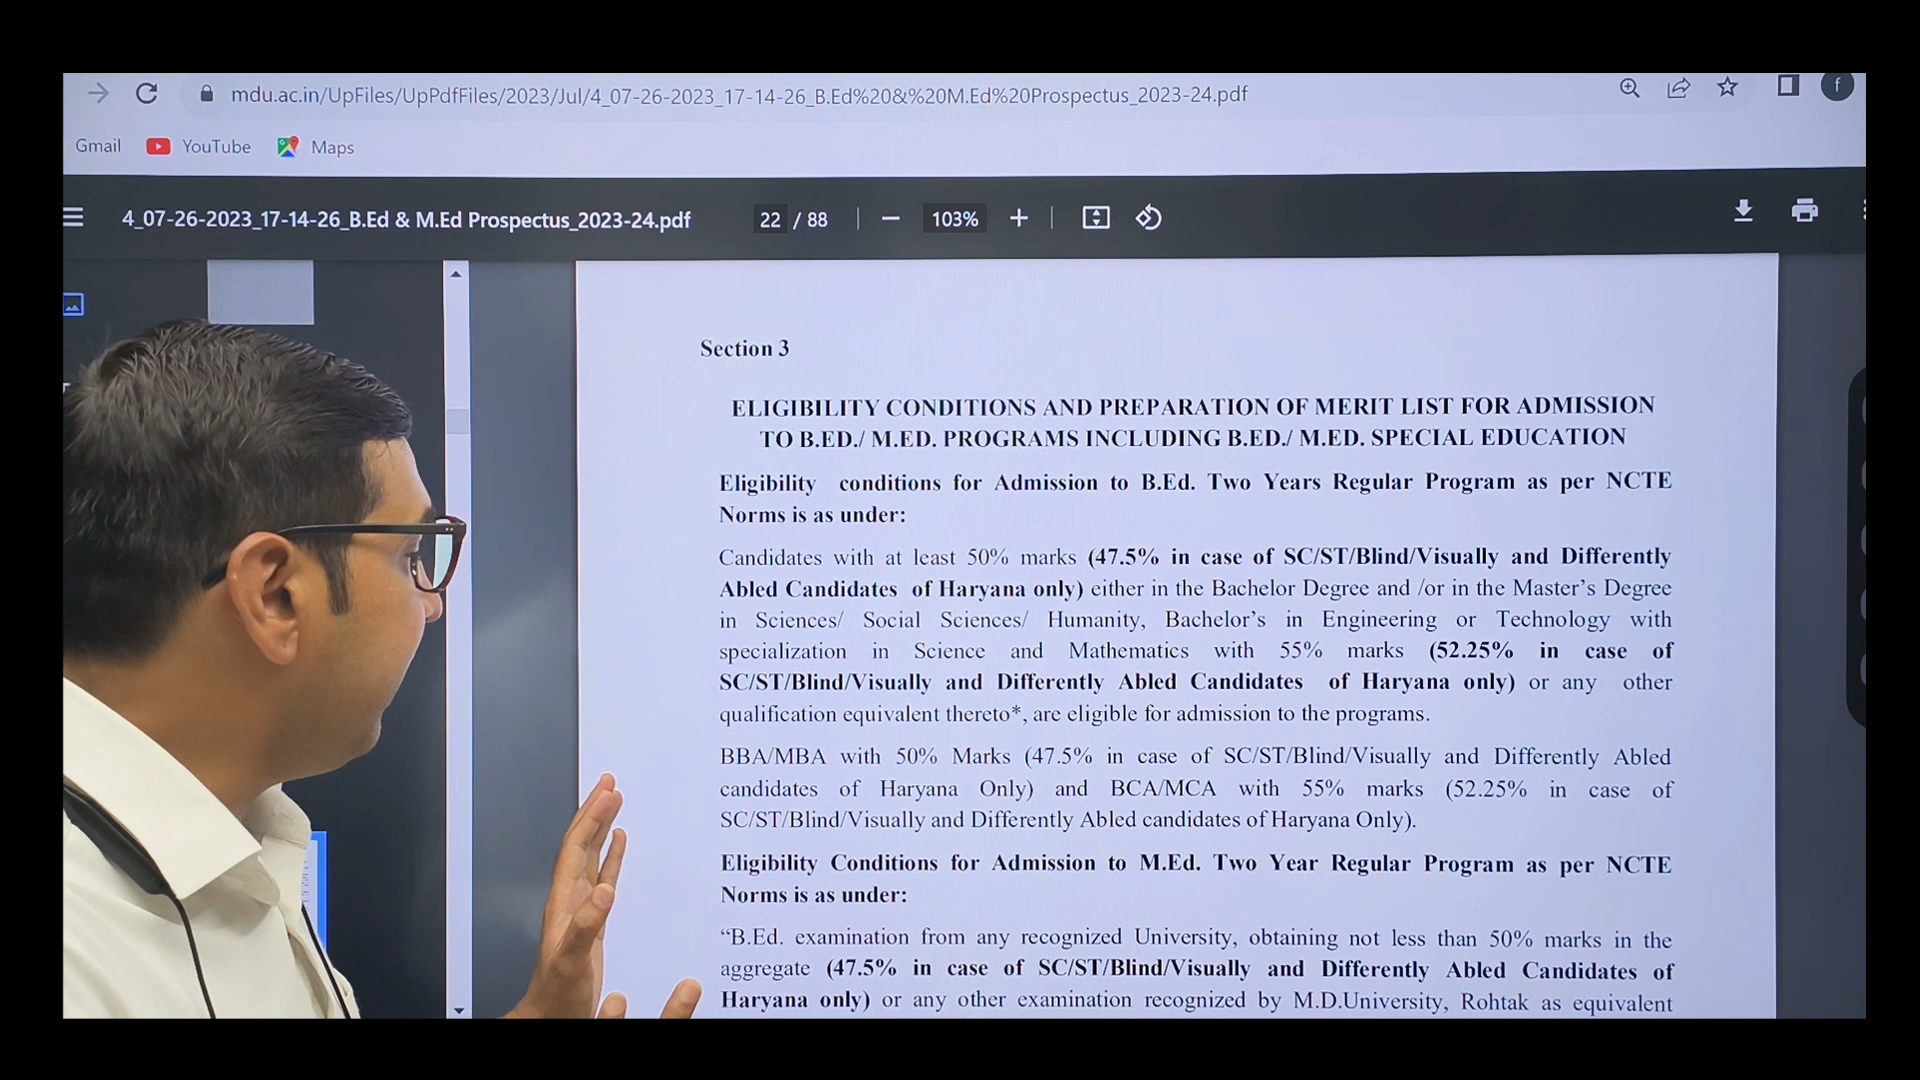 mdu.ac.in/UpFiles/UpPdfFiles/2023/Jul/4_07-26-2023_17-14-26_B.Ed%20&%20M.Ed%20Prospectus_2023-24.pdf
f
Gmail YouTube Maps
4_07-26-2023_17-14-26_B.Ed & M.Ed Prospectus_2023-24.pdf 22 / 88 103%
Section 3
ELIGIBILITY CONDITIONS AND PREPARATION OF MERIT LIST FOR ADMISSION
TO B.ED./ M.ED. PROGRAMS INCLUDING B.ED./ M.ED. SPECIAL EDUCATION
Eligibility conditions for Admission to B.Ed. Two Years Regular Program as per NCTE
Norms is as under:
Candidates with at least 50% marks (47.5% in case of SC/ST/Blind/Visually and Differently
Abled Candidates of Haryana only) either in the Bachelor Degree and /or in the Master’s Degree
in Sciences/ Social Sciences/ Humanity, Bachelor’s in Engineering or Technology with
specialization in Science and Mathematics with 55% marks (52.25% in case of
SC/ST/Blind/Visually and Differently Abled Candidates of Haryana only) or any other
qualification equivalent thereto*, are eligible for admission to the programs.
BBA/MBA with 50% Marks (47.5% in case of SC/ST/Blind/Visually and Differently Abled
candidates of Haryana Only) and BCA/MCA with 55% marks (52.25% in case of
SC/ST/Blind/Visually and Differently Abled candidates of Haryana Only).
Eligibility Conditions for Admission to M.Ed. Two Year Regular Program as per NCTE
Norms is as under:
“B.Ed. examination from any recognized University, obtaining not less than 50% marks in the
aggregate (47.5% in case of SC/ST/Blind/Visually and Differently Abled Candidates of
Haryana only) or any other examination recognized by M.D.University, Rohtak as equivalent